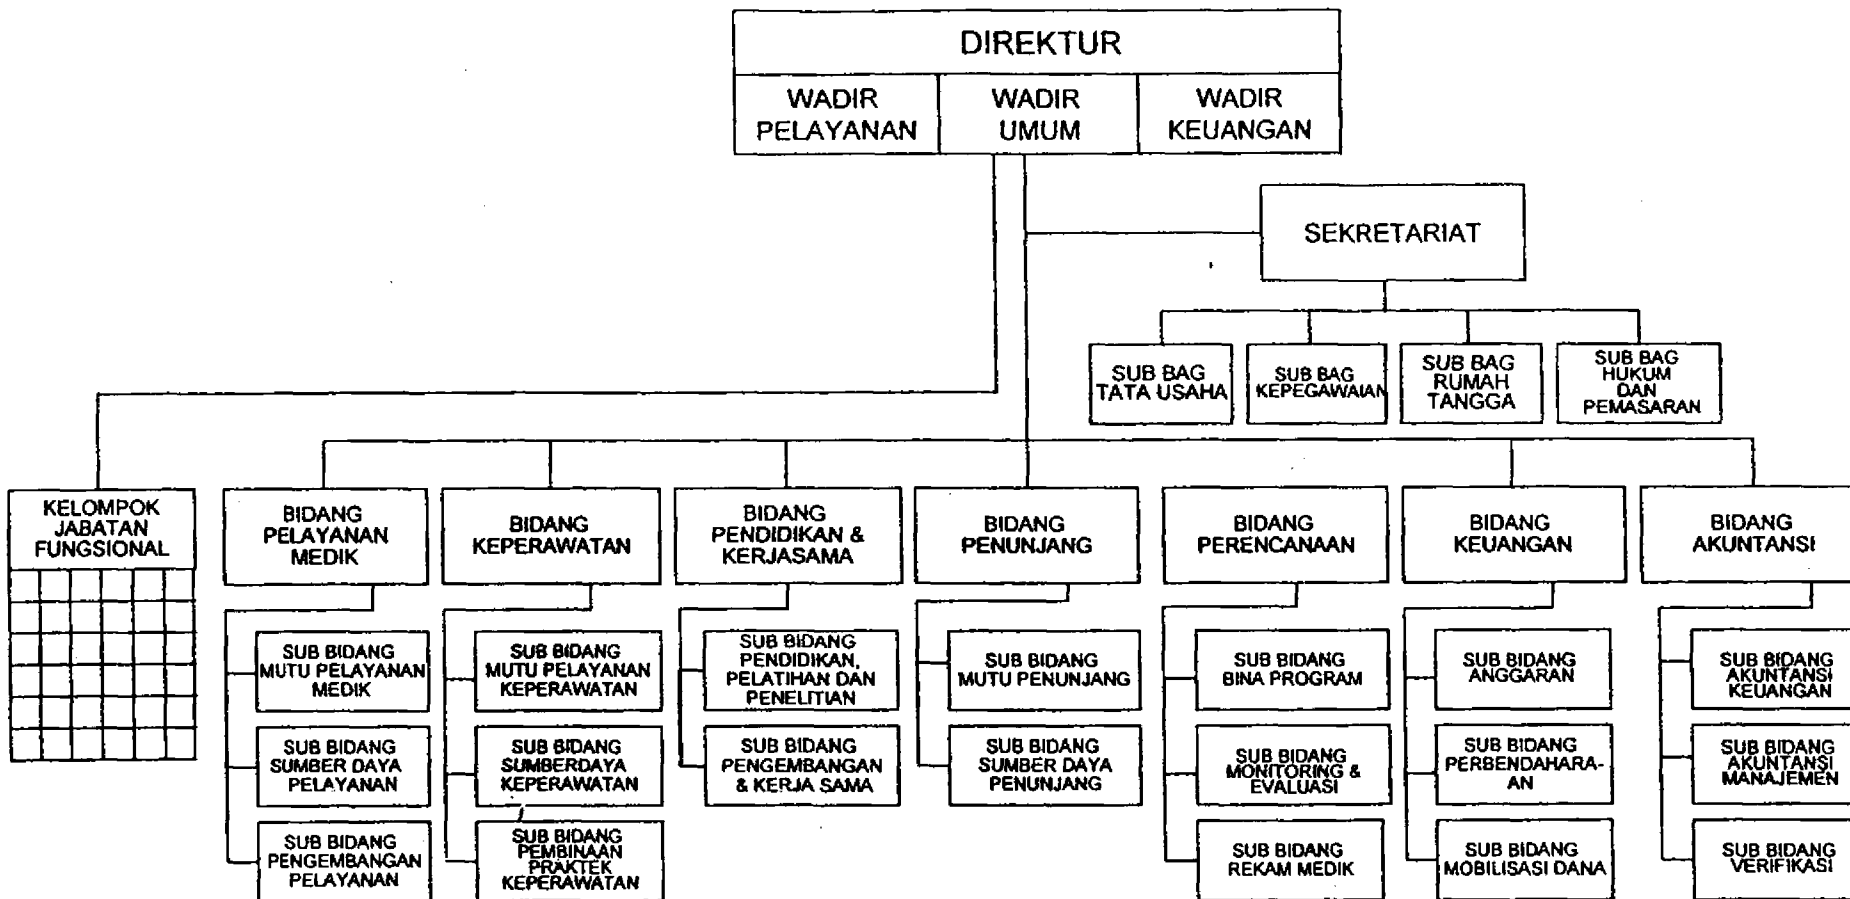 DIREKTUR
WADIR
PELAYANAN
WADIR
UMUM
WADIR
KEUANGAN
SEKRETARIAT
SUB BAG
TATA USAHA
SUB BAG
KEPEGAWAIAN
SUB BAG
RUMAH
TANGGA
SUB BAG
HUKUM
DAN
PEMASARAN
KELOMPOK
JABATAN
FUNGSIONAL
BIDANG
PELAYANAN
MEDIK
BIDANG
KEPERAWATAN
BIDANG
PENDIDIKAN &
KERJASAMA
BIDANG
PENUNJANG
BIDANG
PERENCANAAN
BIDANG
KEUANGAN
BIDANG
AKUNTANSI
SUB BIDANG
MUTU PELAYANAN
MEDIK
SUB BIDANG
MUTU PELAYANAN
KEPERAWATAN
SUB BIDANG
PENDIDIKAN,
PELATIHAN DAN
PENELITIAN
SUB BIDANG
MUTU PENUNJANG
SUB BIDANG
BINA PROGRAM
SUB BIDANG
ANGGARAN
SUB BIDANG
AKUNTANSI
KEUANGAN
SUB BIDANG
SUMBER DAYA
PELAYANAN
SUB BIDANG
SUMBERDAYA
KEPERAWATAN
SUB BIDANG
PENGEMBANGAN
& KERJA SAMA
SUB BIDANG
SUMBER DAYA
PENUNJANG
SUB BIDANG
MONITORING &
EVALUASI
SUB BIDANG
PERBENDAHARA-
AN
SUB BIDANG
AKUNTANSI
MANAJEMEN
SUB BIDANG
PENGEMBANGAN
PELAYANAN
SUB BIDANG
PEMBINAAN
PRAKTEK
KEPERAWATAN
SUB BIDANG
REKAM MEDIK
SUB BIDANG
MOBILISASI DANA
SUB BIDANG
VERIFIKASI